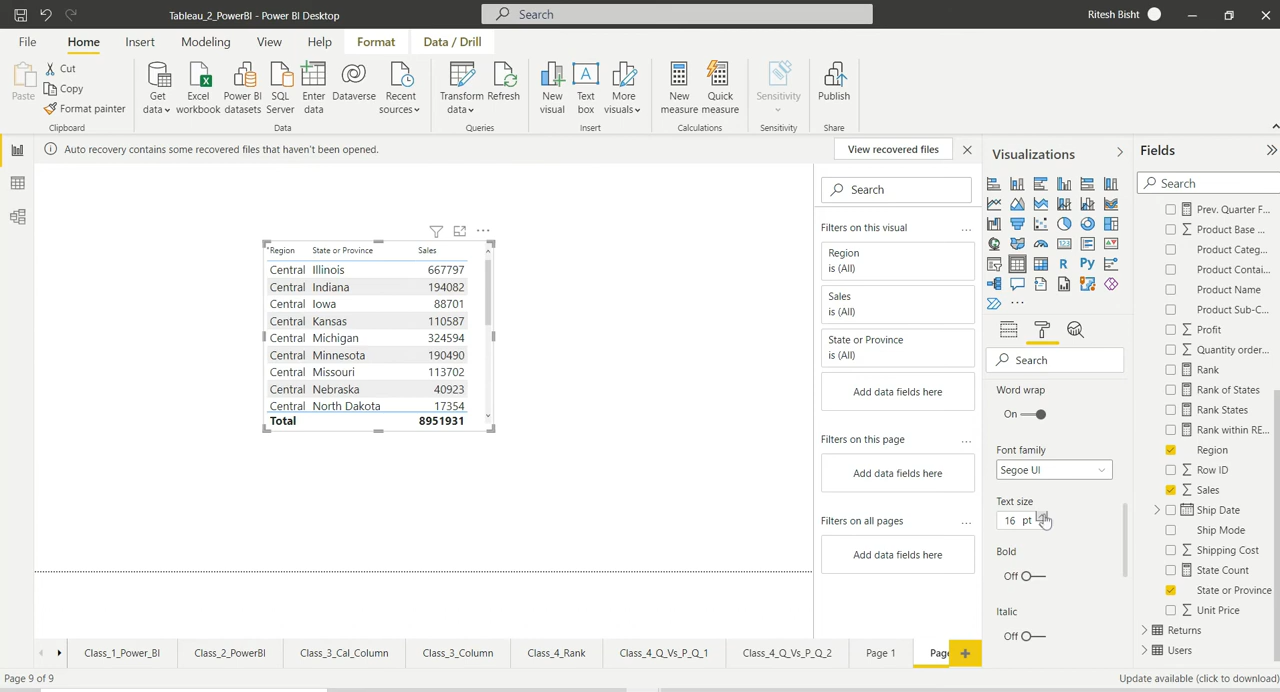 Tableau_2_PowerBI - Power BI Desktop
Search
Ritesh Bisht
File Home Insert Modeling View Help Format Data / Drill
Paste
Cut
Copy
Format painter
Clipboard
Get data
Excel workbook
Power BI datasets
SQL Server
Enter data
Dataverse
Recent sources
Data
Transform data
Refresh
Queries
New visual
Text box
More visuals
Insert
New measure
Quick measure
Calculations
Sensitivity
Sensitivity
Publish
Share
Auto recovery contains some recovered files that haven't been opened.
View recovered files
Region State or Province Sales
Central Illinois 667797
Central Indiana 194082
Central Iowa 88701
Central Kansas 110587
Central Michigan 324594
Central Minnesota 190490
Central Missouri 113702
Central Nebraska 40923
Central North Dakota 17354
Total 8951931
Search
Filters on this visual
Region
is (All)
Sales
is (All)
State or Province
is (All)
Add data fields here
Filters on this page
Add data fields here
Filters on all pages
Add data fields here
Visualizations
R Py
Search
Word wrap
On
Font family
Segoe UI
Text size
16 pt
Bold
Off
Italic
Off
Fields
Search
Prev. Quarter F...
Product Base ...
Product Categ...
Product Contai...
Product Name
Product Sub-C...
Profit
Quantity order...
Rank
Rank of States
Rank States
Rank within RE...
Region
Row ID
Sales
Ship Date
Ship Mode
Shipping Cost
State Count
State or Province
Unit Price
Returns
Users
Class_1_Power_BI Class_2_PowerBI Class_3_Cal_Column Class_3_Column Class_4_Rank Class_4_Q_Vs_P_Q_1 Class_4_Q_Vs_P_Q_2 Page 1 Page
Page 9 of 9
Update available (click to download)